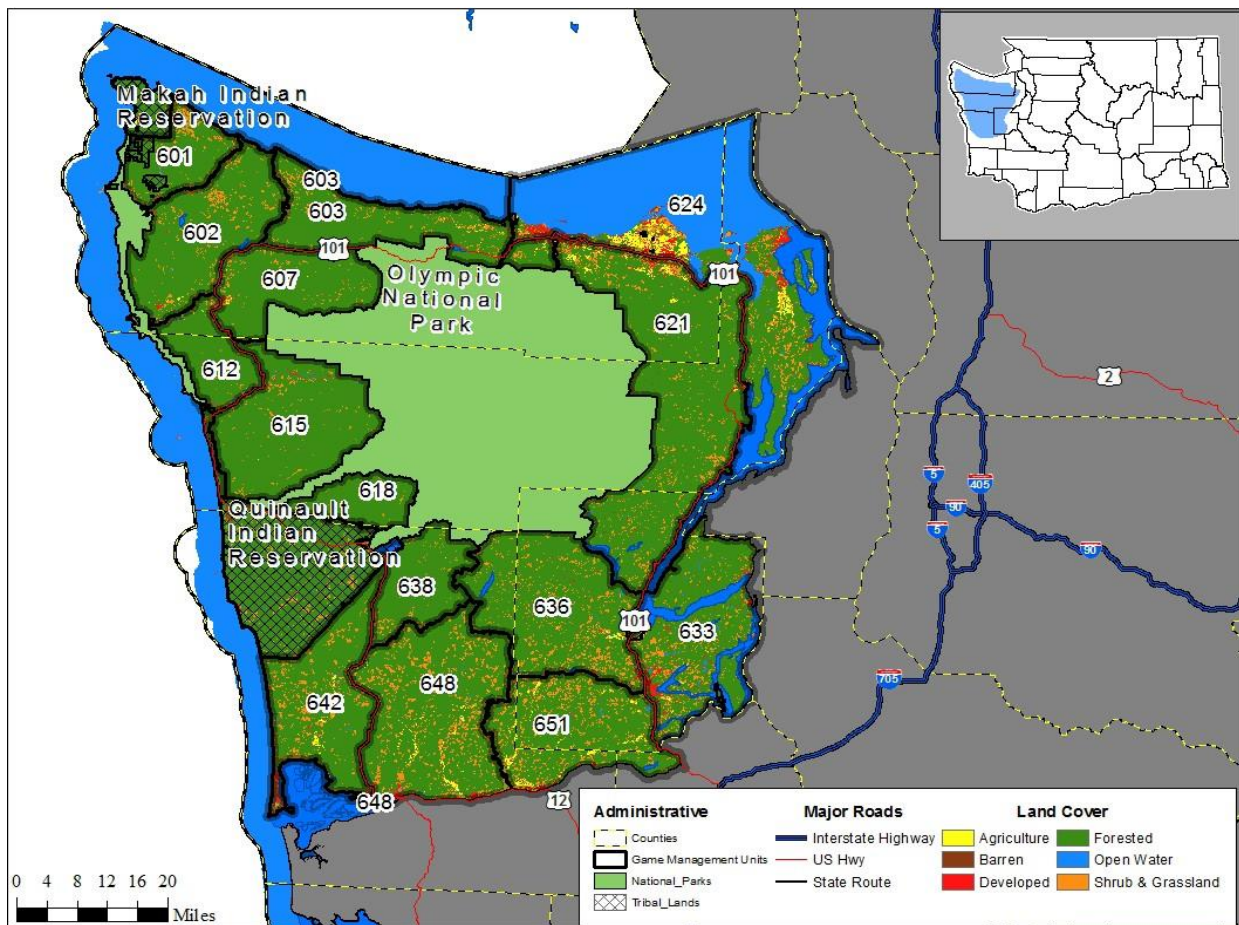 Makah Indian
Reservation
601
603
603
602
624
101
101
607
Olympic
National
Park
621
612
615
618
Quinault
Indian
Reservation
638
636
101
633
642
648
651
648
12
2
5
405
90
5
90
705
0 4 8 12 16 20
Miles
Administrative
Counties
Game Management Units
National_Parks
Tribal_Lands
Major Roads
Interstate Highway
US Hwy
State Route
Land Cover
Agriculture
Barren
Developed
Forested
Open Water
Shrub & Grassland